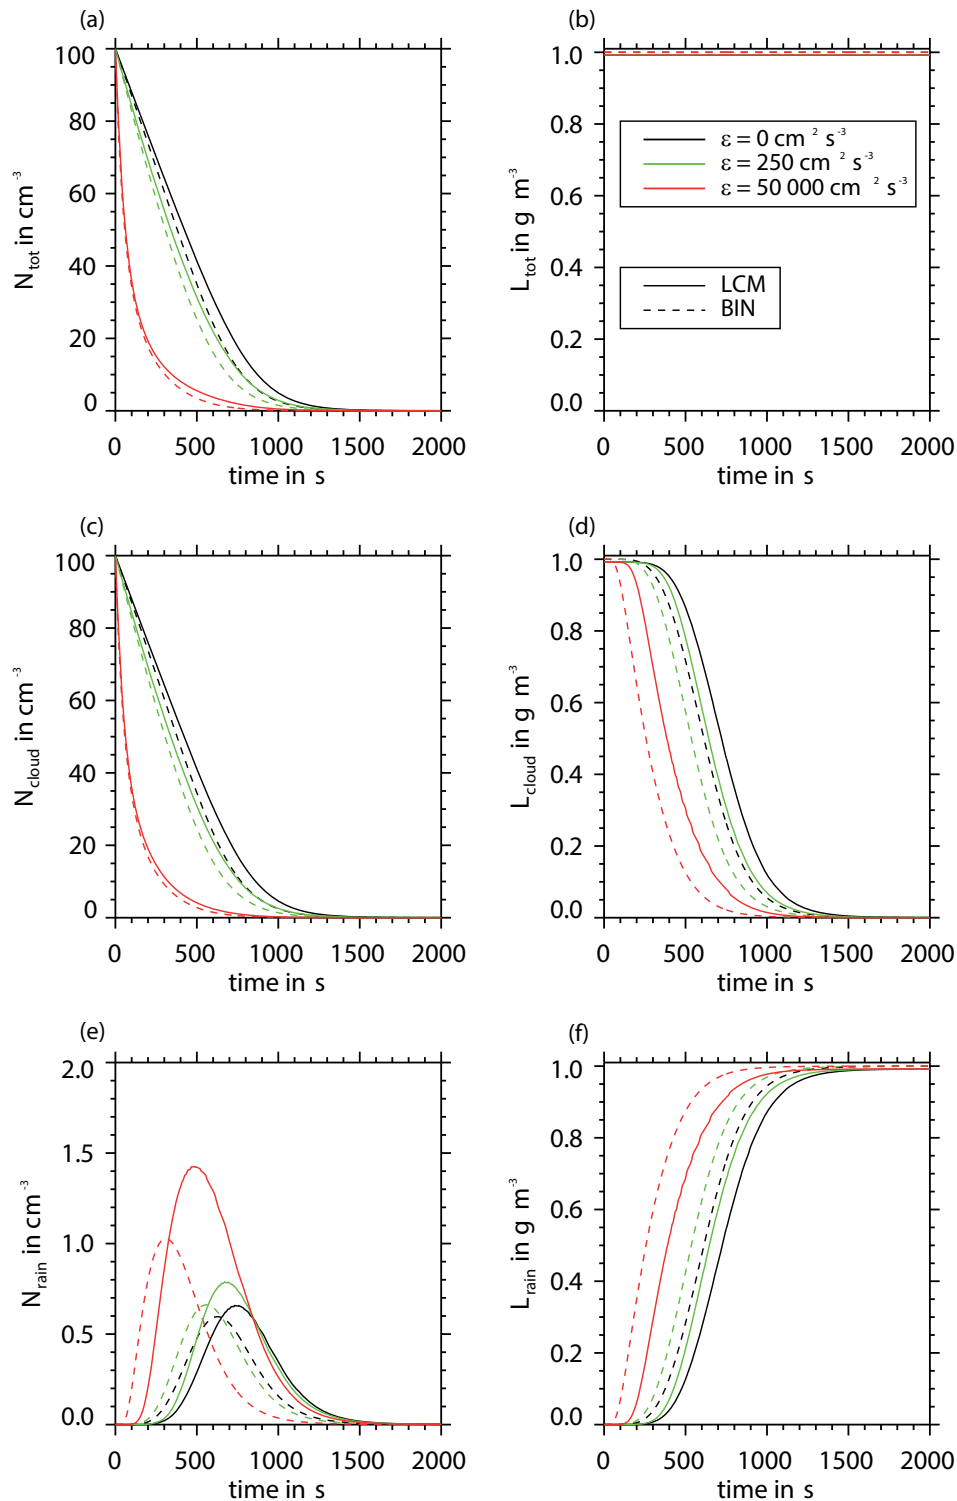 (a)
100
80
60
40
20
0
N_tot in cm⁻³
0 500 1000 1500 2000
time in s
(b)
1.0
0.8
0.6
0.4
0.2
0.0
L_tot in g m⁻³
ε = 0 cm ² s⁻³
ε = 250 cm ² s⁻³
ε = 50 000 cm ² s⁻³
LCM
BIN
0 500 1000 1500 2000
time in s
(c)
100
80
60
40
20
0
N_cloud in cm⁻³
0 500 1000 1500 2000
time in s
(d)
1.0
0.8
0.6
0.4
0.2
0.0
L_cloud in g m⁻³
0 500 1000 1500 2000
time in s
(e)
2.0
1.5
1.0
0.5
0.0
N_rain in cm⁻³
0 500 1000 1500 2000
time in s
(f)
1.0
0.8
0.6
0.4
0.2
0.0
L_rain in g m⁻³
0 500 1000 1500 2000
time in s